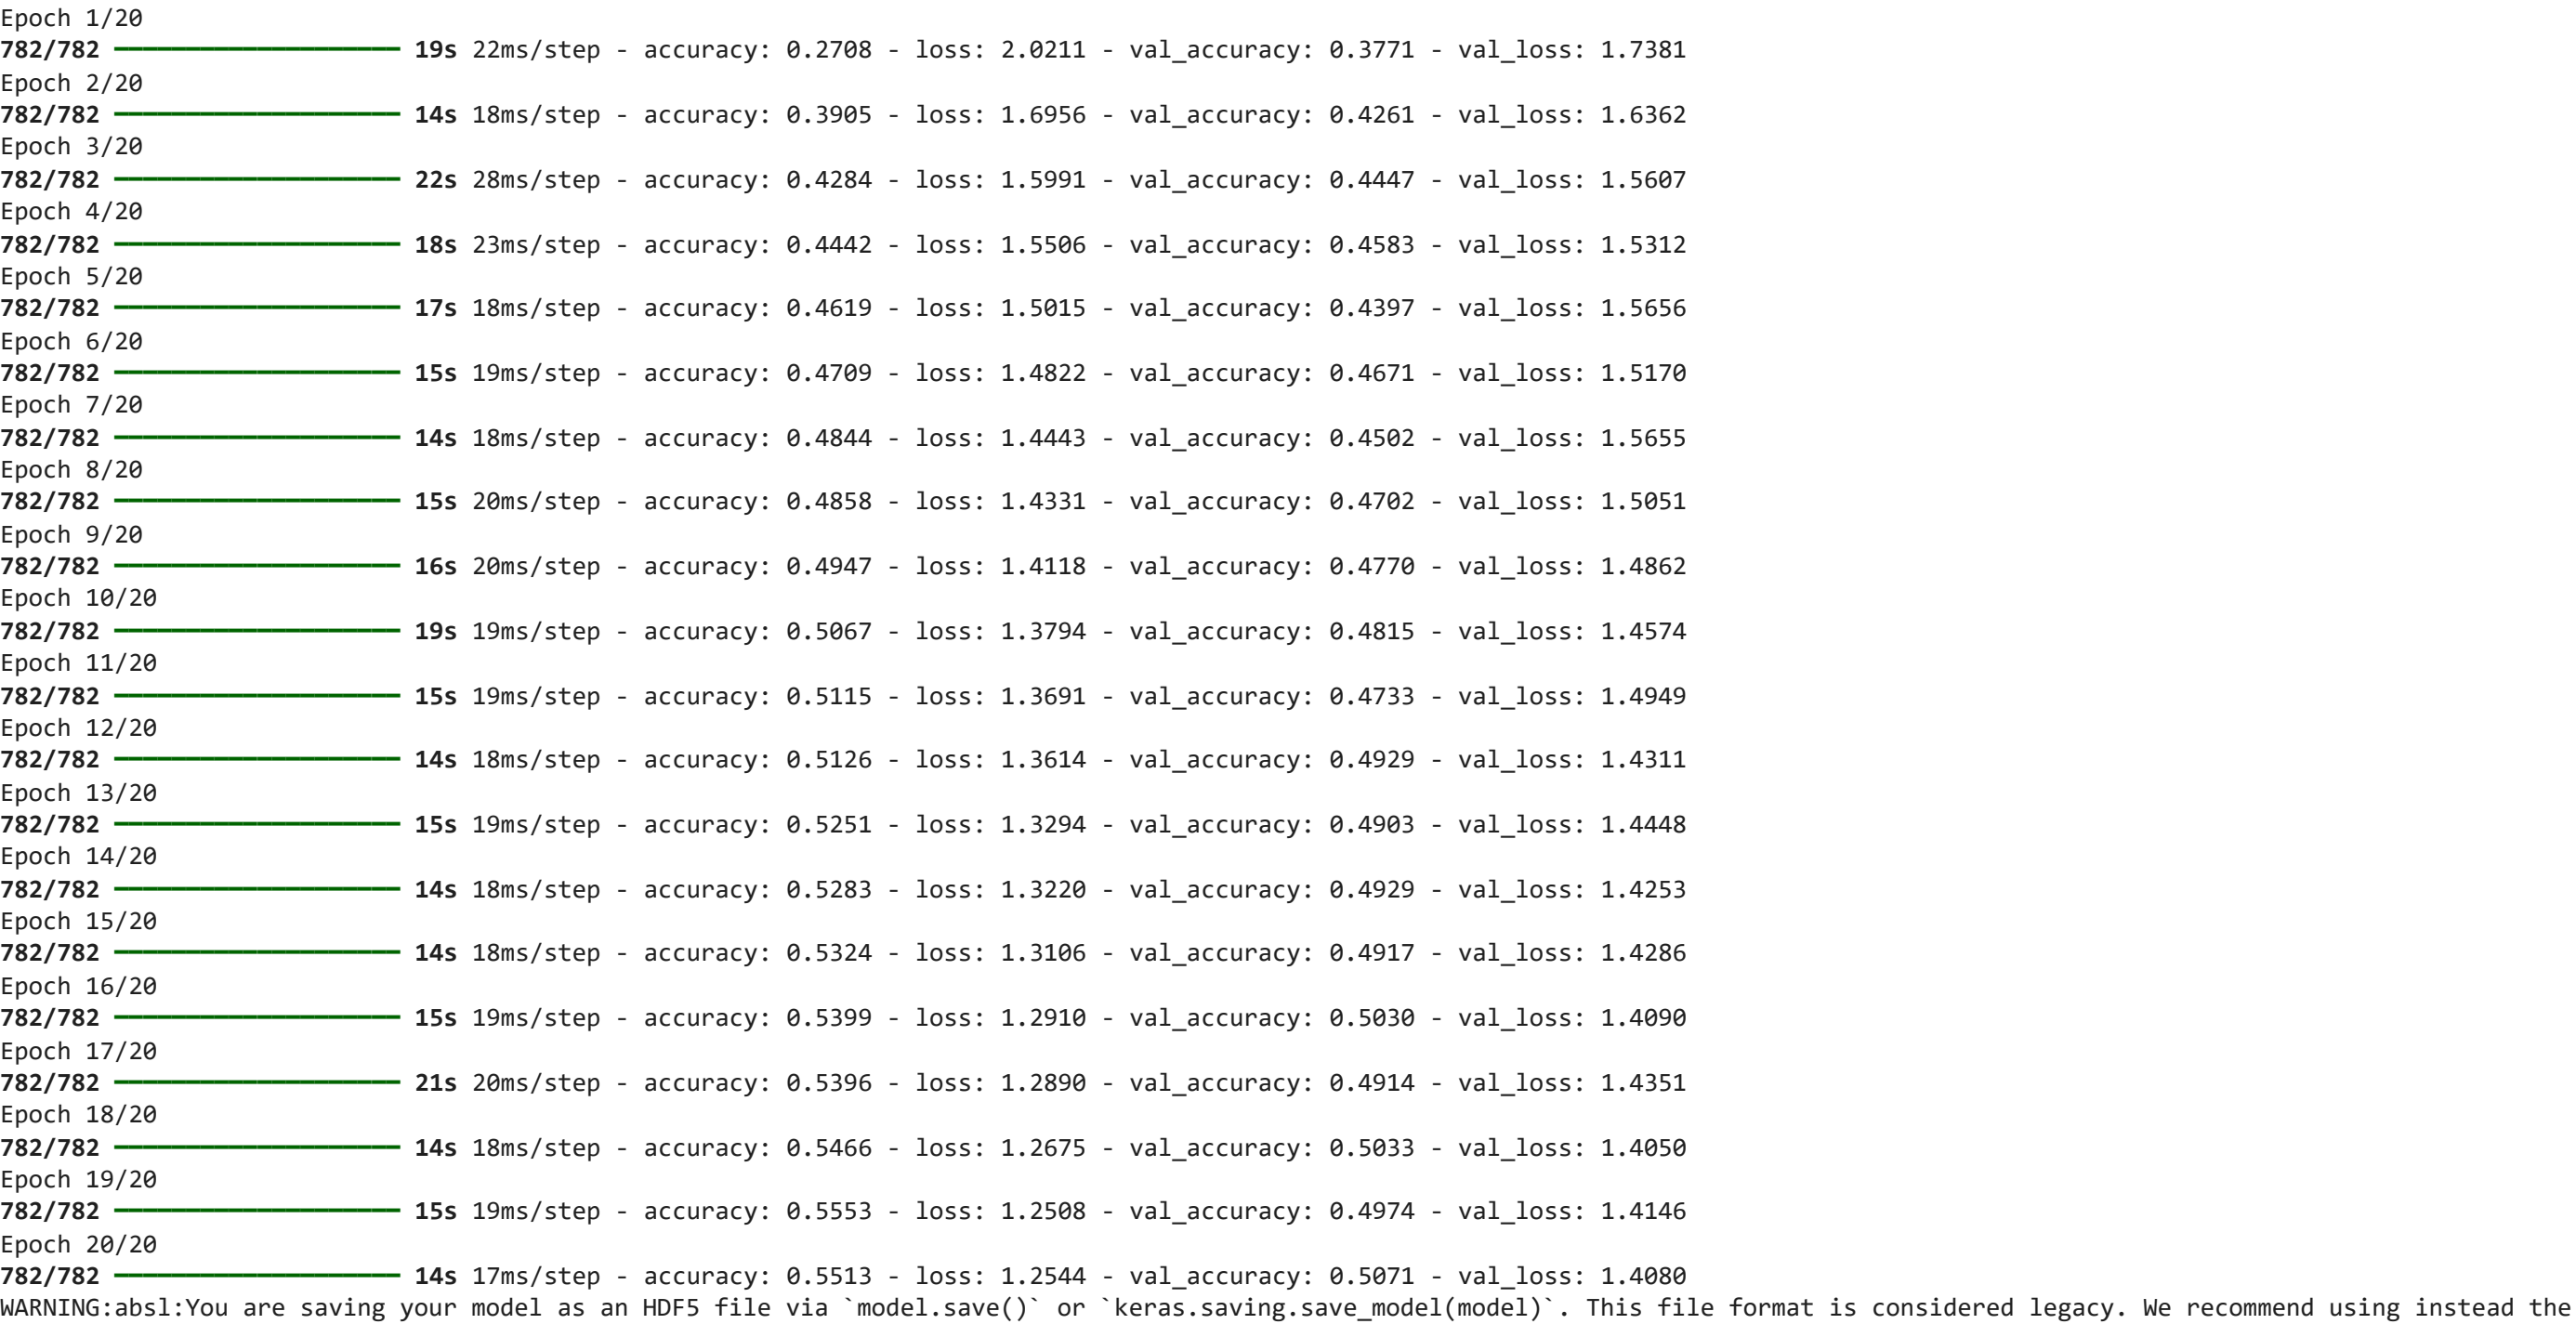 Epoch 1/20
782/782 ━━━━━━━━━━━━━━━━━━━━ 19s 22ms/step - accuracy: 0.2708 - loss: 2.0211 - val_accuracy: 0.3771 - val_loss: 1.7381
Epoch 2/20
782/782 ━━━━━━━━━━━━━━━━━━━━ 14s 18ms/step - accuracy: 0.3905 - loss: 1.6956 - val_accuracy: 0.4261 - val_loss: 1.6362
Epoch 3/20
782/782 ━━━━━━━━━━━━━━━━━━━━ 22s 28ms/step - accuracy: 0.4284 - loss: 1.5991 - val_accuracy: 0.4447 - val_loss: 1.5607
Epoch 4/20
782/782 ━━━━━━━━━━━━━━━━━━━━ 18s 23ms/step - accuracy: 0.4442 - loss: 1.5506 - val_accuracy: 0.4583 - val_loss: 1.5312
Epoch 5/20
782/782 ━━━━━━━━━━━━━━━━━━━━ 17s 18ms/step - accuracy: 0.4619 - loss: 1.5015 - val_accuracy: 0.4397 - val_loss: 1.5656
Epoch 6/20
782/782 ━━━━━━━━━━━━━━━━━━━━ 15s 19ms/step - accuracy: 0.4709 - loss: 1.4822 - val_accuracy: 0.4671 - val_loss: 1.5170
Epoch 7/20
782/782 ━━━━━━━━━━━━━━━━━━━━ 14s 18ms/step - accuracy: 0.4844 - loss: 1.4443 - val_accuracy: 0.4502 - val_loss: 1.5655
Epoch 8/20
782/782 ━━━━━━━━━━━━━━━━━━━━ 15s 20ms/step - accuracy: 0.4858 - loss: 1.4331 - val_accuracy: 0.4702 - val_loss: 1.5051
Epoch 9/20
782/782 ━━━━━━━━━━━━━━━━━━━━ 16s 20ms/step - accuracy: 0.4947 - loss: 1.4118 - val_accuracy: 0.4770 - val_loss: 1.4862
Epoch 10/20
782/782 ━━━━━━━━━━━━━━━━━━━━ 19s 19ms/step - accuracy: 0.5067 - loss: 1.3794 - val_accuracy: 0.4815 - val_loss: 1.4574
Epoch 11/20
782/782 ━━━━━━━━━━━━━━━━━━━━ 15s 19ms/step - accuracy: 0.5115 - loss: 1.3691 - val_accuracy: 0.4733 - val_loss: 1.4949
Epoch 12/20
782/782 ━━━━━━━━━━━━━━━━━━━━ 14s 18ms/step - accuracy: 0.5126 - loss: 1.3614 - val_accuracy: 0.4929 - val_loss: 1.4311
Epoch 13/20
782/782 ━━━━━━━━━━━━━━━━━━━━ 15s 19ms/step - accuracy: 0.5251 - loss: 1.3294 - val_accuracy: 0.4903 - val_loss: 1.4448
Epoch 14/20
782/782 ━━━━━━━━━━━━━━━━━━━━ 14s 18ms/step - accuracy: 0.5283 - loss: 1.3220 - val_accuracy: 0.4929 - val_loss: 1.4253
Epoch 15/20
782/782 ━━━━━━━━━━━━━━━━━━━━ 14s 18ms/step - accuracy: 0.5324 - loss: 1.3106 - val_accuracy: 0.4917 - val_loss: 1.4286
Epoch 16/20
782/782 ━━━━━━━━━━━━━━━━━━━━ 15s 19ms/step - accuracy: 0.5399 - loss: 1.2910 - val_accuracy: 0.5030 - val_loss: 1.4090
Epoch 17/20
782/782 ━━━━━━━━━━━━━━━━━━━━ 21s 20ms/step - accuracy: 0.5396 - loss: 1.2890 - val_accuracy: 0.4914 - val_loss: 1.4351
Epoch 18/20
782/782 ━━━━━━━━━━━━━━━━━━━━ 14s 18ms/step - accuracy: 0.5466 - loss: 1.2675 - val_accuracy: 0.5033 - val_loss: 1.4050
Epoch 19/20
782/782 ━━━━━━━━━━━━━━━━━━━━ 15s 19ms/step - accuracy: 0.5553 - loss: 1.2508 - val_accuracy: 0.4974 - val_loss: 1.4146
Epoch 20/20
782/782 ━━━━━━━━━━━━━━━━━━━━ 14s 17ms/step - accuracy: 0.5513 - loss: 1.2544 - val_accuracy: 0.5071 - val_loss: 1.4080
WARNING:absl:You are saving your model as an HDF5 file via `model.save()` or `keras.saving.save_model(model)`. This file format is considered legacy. We recommend using instead the